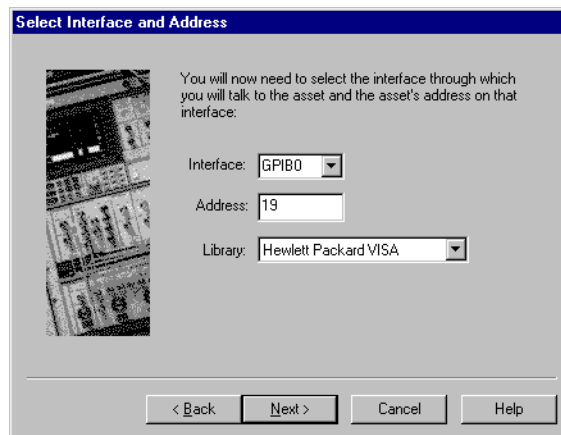 Select Interface and Address
You will now need to select the interface through which
you will talk to the asset and the asset's address on that
interface:
Interface: GPIB0
Address: 19
Library: Hewlett Packard VISA
< Back Next > Cancel Help